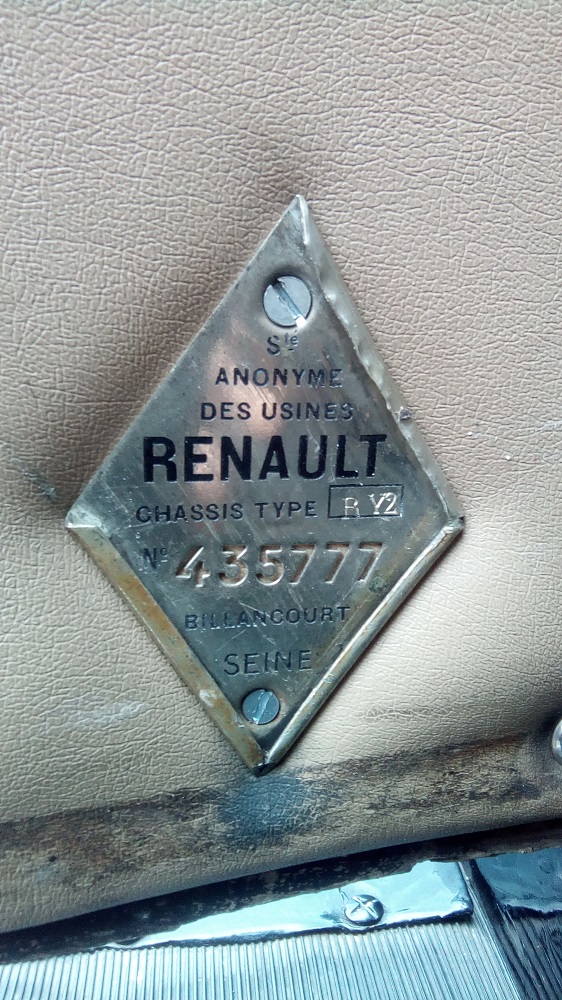 Sté
ANONYME
DES USINES
RENAULT
CHASSIS TYPE R Y2
No 435777
BILLANCOURT
SEINE